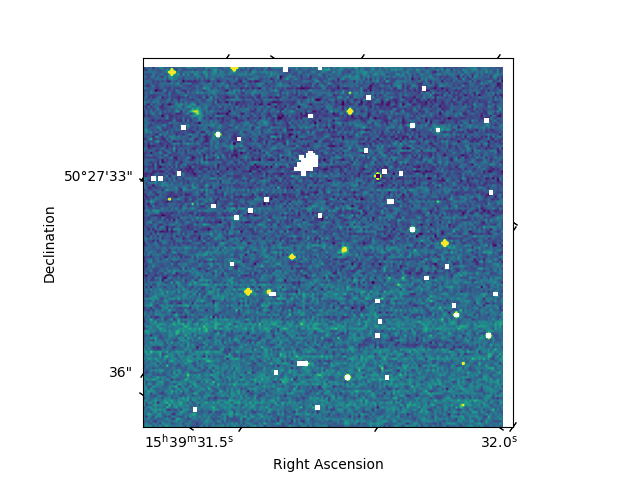 50°27'33"
Declination
36"
15ʰ39ᵐ31.5ˢ
32.0ˢ
Right Ascension